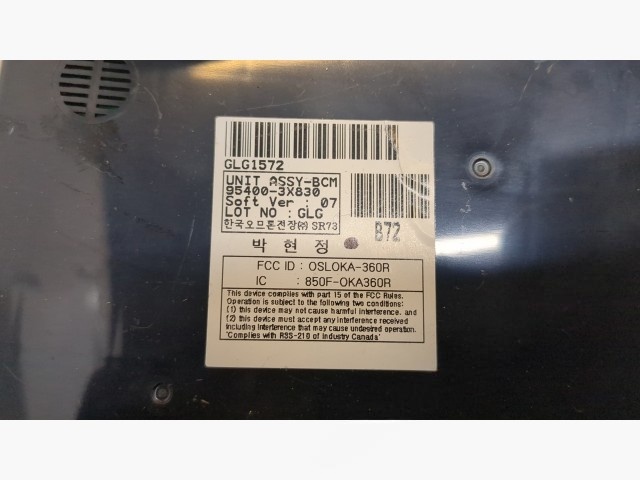 GLG1572
UNIT ASSY-BCM
95400-3X830
Soft Ver : 07
LOT NO : GLG
한국오므론전장㈜ SR73
B72
박현정
FCC ID : OSLOKA-360R
IC : 850F-OKA360R
This device complies with part 15 of the FCC Rules.
Operation is subject to the following two conditions:
(1) this device may not cause harmful interference, and
(2) this device must accept any interference received
including interference that may cause undesired operation.
'Complies with RSS-210 of Industry Canada'